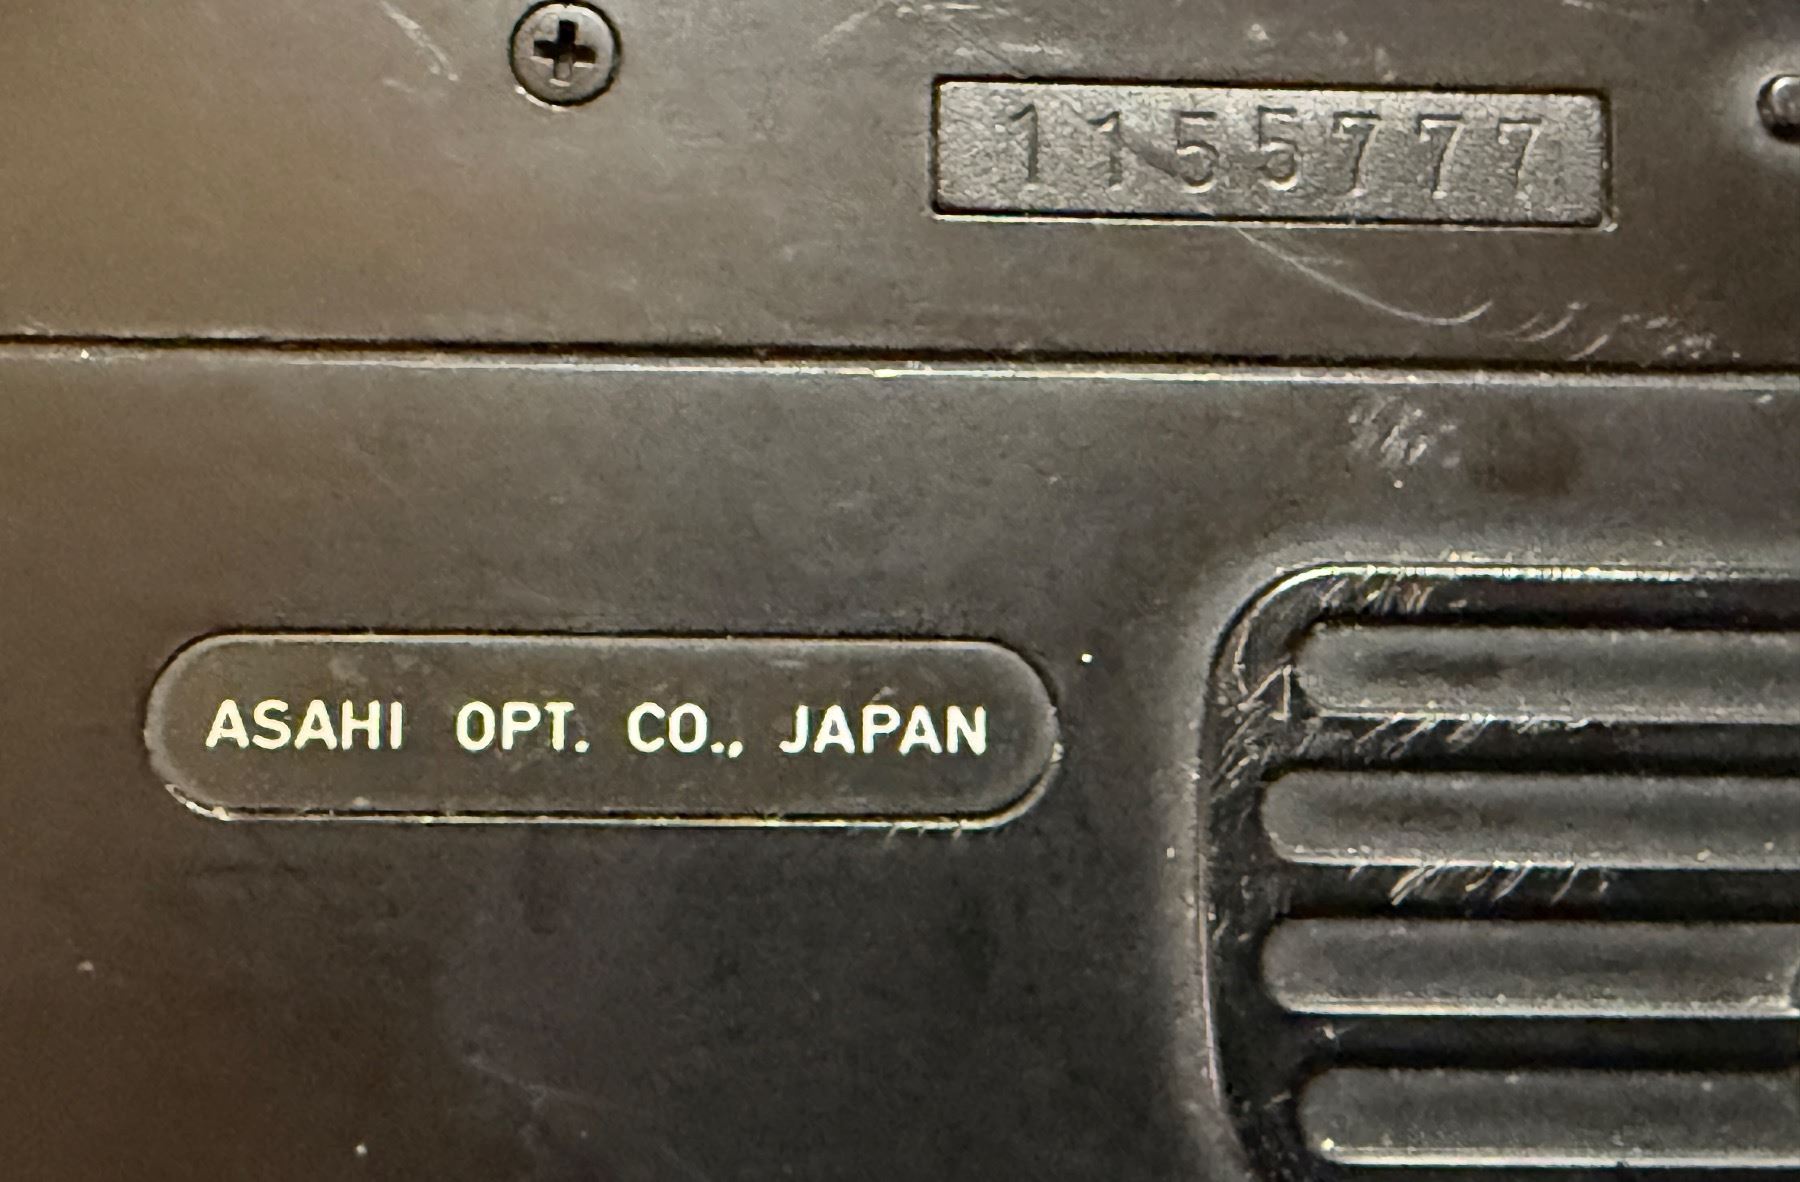 1155777
ASAHI OPT. CO., JAPAN